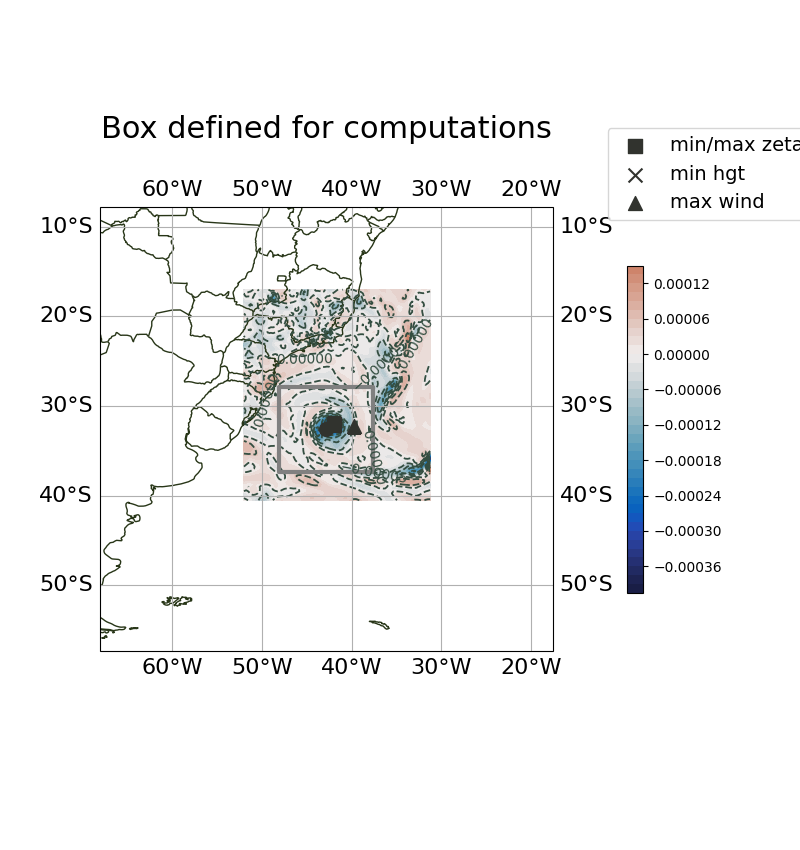 Box defined for computations
min/max zeta
min hgt
max wind
60°W 50°W 40°W 30°W 20°W
10°S 10°S
20°S 20°S
30°S 30°S
40°S 40°S
50°S 50°S
60°W 50°W 40°W 30°W 20°W
0.00000
0.00012
0.00006
0.00000
−0.00006
−0.00012
−0.00018
−0.00024
−0.00030
−0.00036